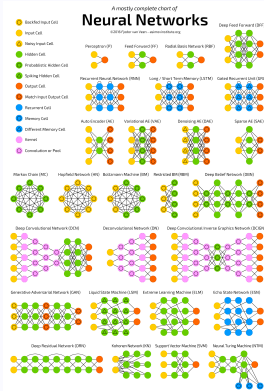 A mostly complete chart of
Neural Networks
©2016 Fjodor van Veen - asimovinstitute.org
Deep Feed Forward (DFF)
Backfed Input Cell
Input Cell
Noisy Input Cell
Hidden Cell
Probablistic Hidden Cell
Spiking Hidden Cell
Output Cell
Match Input Output Cell
Recurrent Cell
Memory Cell
Different Memory Cell
Kernel
Convolution or Pool
Perceptron (P)
Feed Forward (FF)
Radial Basis Network (RBF)
Recurrent Neural Network (RNN)
Long / Short Term Memory (LSTM)
Gated Recurrent Unit (GRU)
Auto Encoder (AE)
Variational AE (VAE)
Denoising AE (DAE)
Sparse AE (SAE)
Markov Chain (MC)
Hopfield Network (HN)
Boltzmann Machine (BM)
Restricted BM (RBM)
Deep Belief Network (DBN)
Deep Convolutional Network (DCN)
Deconvolutional Network (DN)
Deep Convolutional Inverse Graphics Network (DCIGN)
Generative Adversarial Network (GAN)
Liquid State Machine (LSM)
Extreme Learning Machine (ELM)
Echo State Network (ESN)
Deep Residual Network (DRN)
Kohonen Network (KN)
Support Vector Machine (SVM)
Neural Turing Machine (NTM)